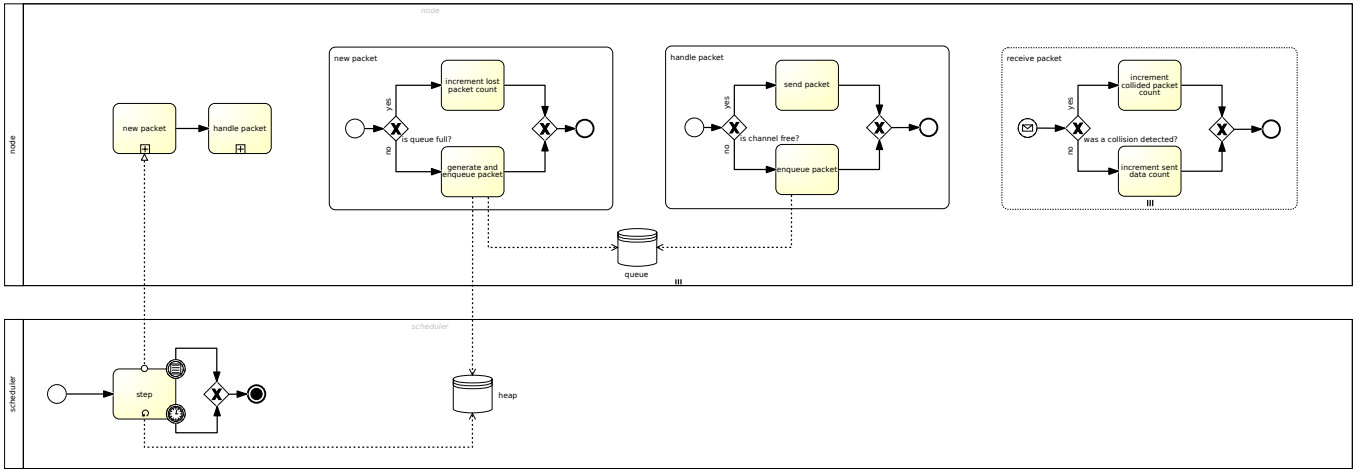 node
node
new packet
handle packet
new packet
increment lost
packet count
yes
is queue full?
no
generate and
enqueue packet
handle packet
send packet
yes
is channel free?
no
enqueue packet
receive packet
increment
collided packet
count
yes
was a collision detected?
no
increment sent
data count
queue
scheduler
scheduler
step
heap